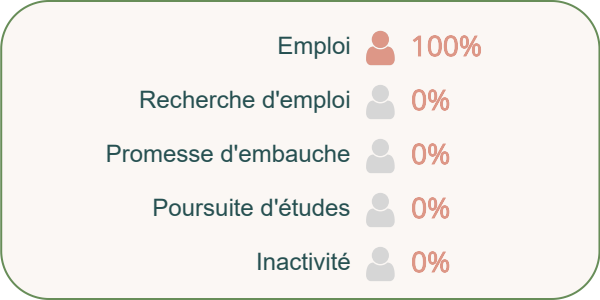 Emploi 100%
Recherche d'emploi 0%
Promesse d'embauche 0%
Poursuite d'études 0%
Inactivité 0%